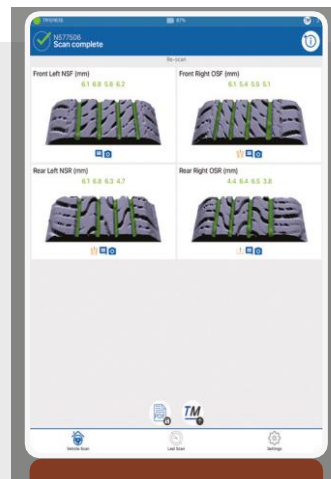 87%
N577506
Scan complete
Re-scan
Front Left NSF (mm)
6.1 6.8 5.8 6.2
Front Right OSF (mm)
6.1 5.4 5.5 5.1
Rear Left NSR (mm)
6.1 6.8 6.3 4.7
Rear Right OSR (mm)
4.4 6.4 6.5 3.8
PDF
TM
Vehicle Scan
Last Scan
Settings